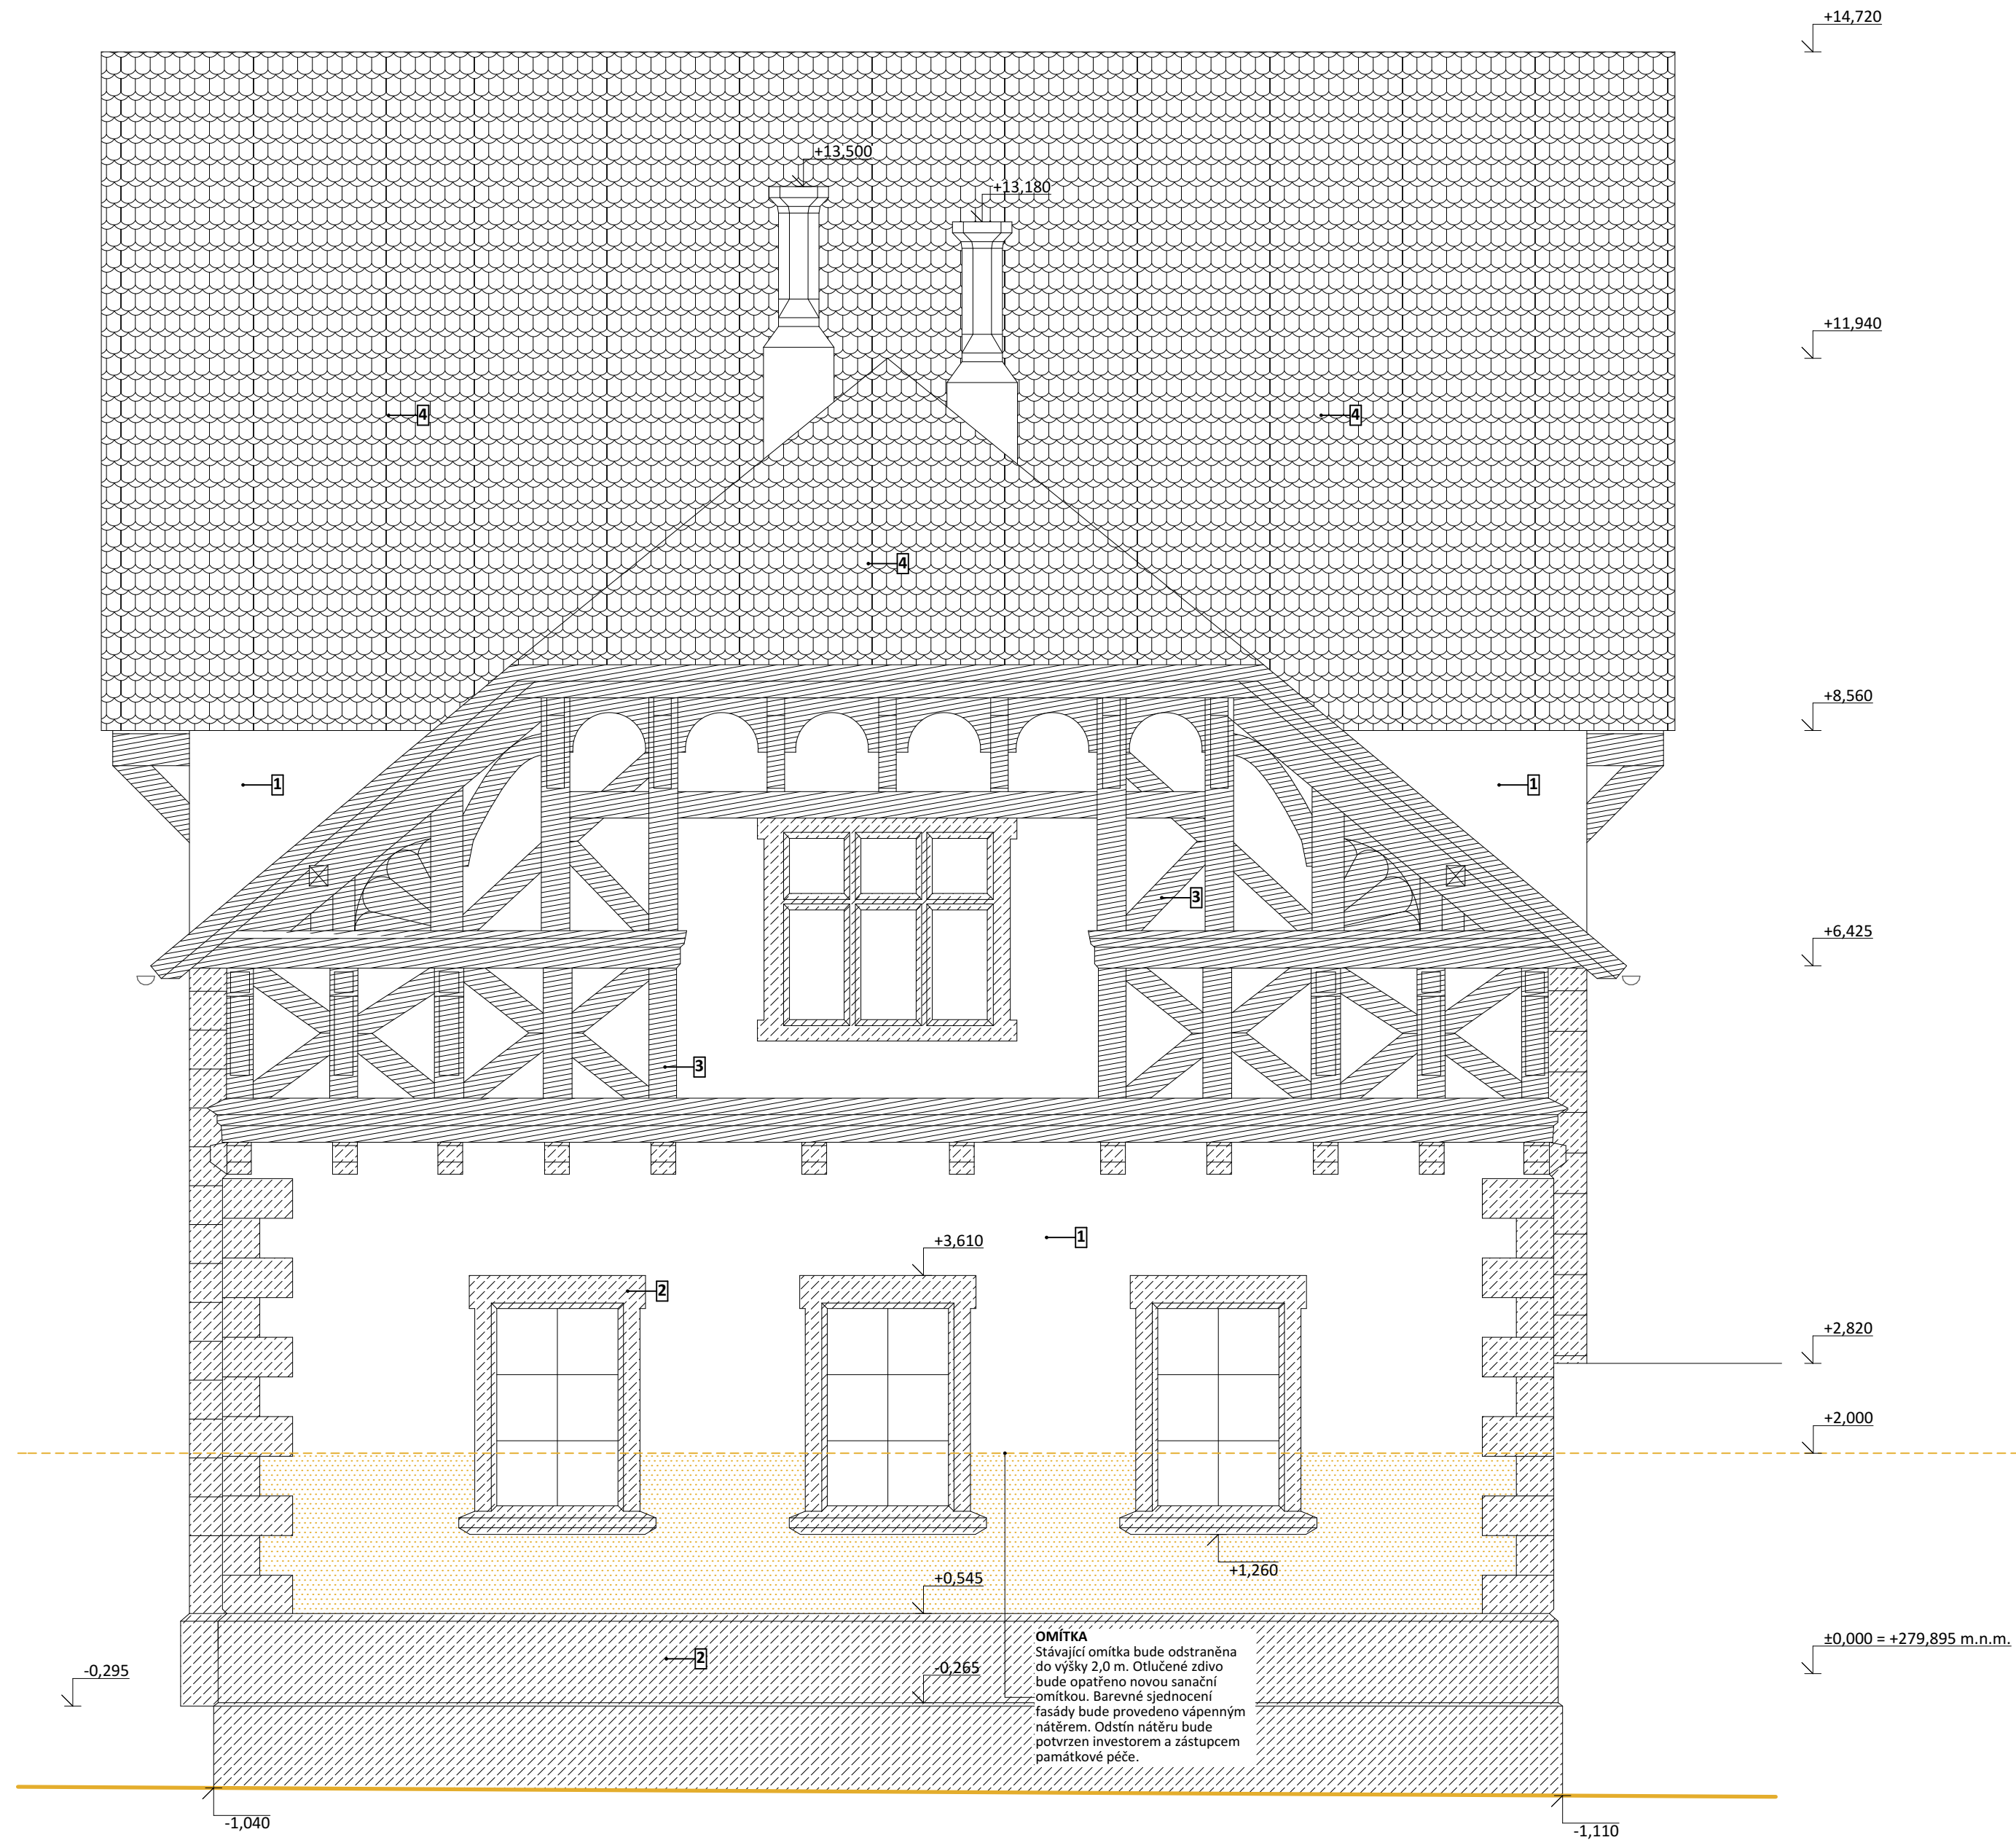 +14,720
+13,500
+13,180
+11,940
4
4
4
+8,560
1
1
3
+6,425
3
1
+3,610
2
+2,820
+2,000
+1,260
+0,545
OMÍTKA
Stávající omítka bude odstraněna
do výšky 2,0 m. Otlučené zdivo
bude opatřeno novou sanační
omítkou. Barevné sjednocení
fasády bude provedeno vápenným
nátěrem. Odstín nátěru bude
potvrzen investorem a zástupcem
památkové péče.
±0,000 = +279,895 m.n.m.
2
-0,295
-0,265
-1,040
-1,110